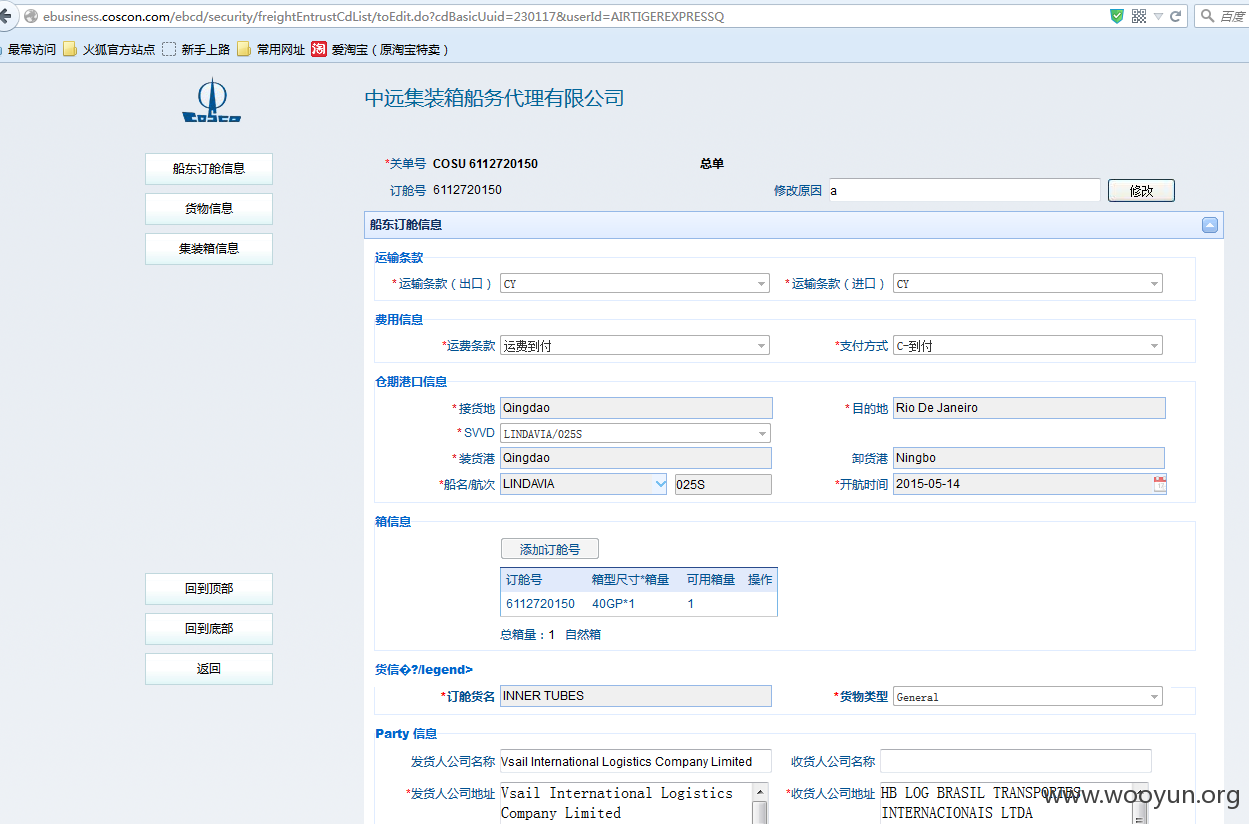 ebusiness.coscon.com/ebcd/security/freightEntrustCdList/toEdit.do?cdBasicUuid=230117&userId=AIRTIGEREXPRESSQ 百度
最常访问 火狐官方站点 新手上路 常用网址 淘 爱淘宝（原淘宝特卖）
COSCO 中远集装箱船务代理有限公司
船东订舱信息
货物信息
集装箱信息
*关单号 COSU 6112720150 总单
订舱号 6112720150 修改原因 a 修改
船东订舱信息
运输条款
*运输条款（出口） CY *运输条款（进口） CY
费用信息
*运费条款 运费到付 *支付方式 C-到付
仓期港口信息
*接货地 Qingdao *目的地 Rio De Janeiro
*SVVD LINDAVIA/025S
*装货港 Qingdao 卸货港 Ningbo
*船名/航次 LINDAVIA 025S *开航时间 2015-05-14
箱信息
添加订舱号
订舱号 箱型尺寸*箱量 可用箱量 操作
6112720150 40GP*1 1
总箱量：1 自然箱
回到顶部
回到底部
返回
货信�?/legend>
*订舱货名 INNER TUBES *货物类型 General
Party 信息
发货人公司名称 Vsail International Logistics Company Limited 收货人公司名称
*发货人公司地址 Vsail International Logistics
Company Limited
*收货人公司地址 HB LOG BRASIL TRANSPORTES
INTERNACIONAIS LTDA
www.wooyun.org